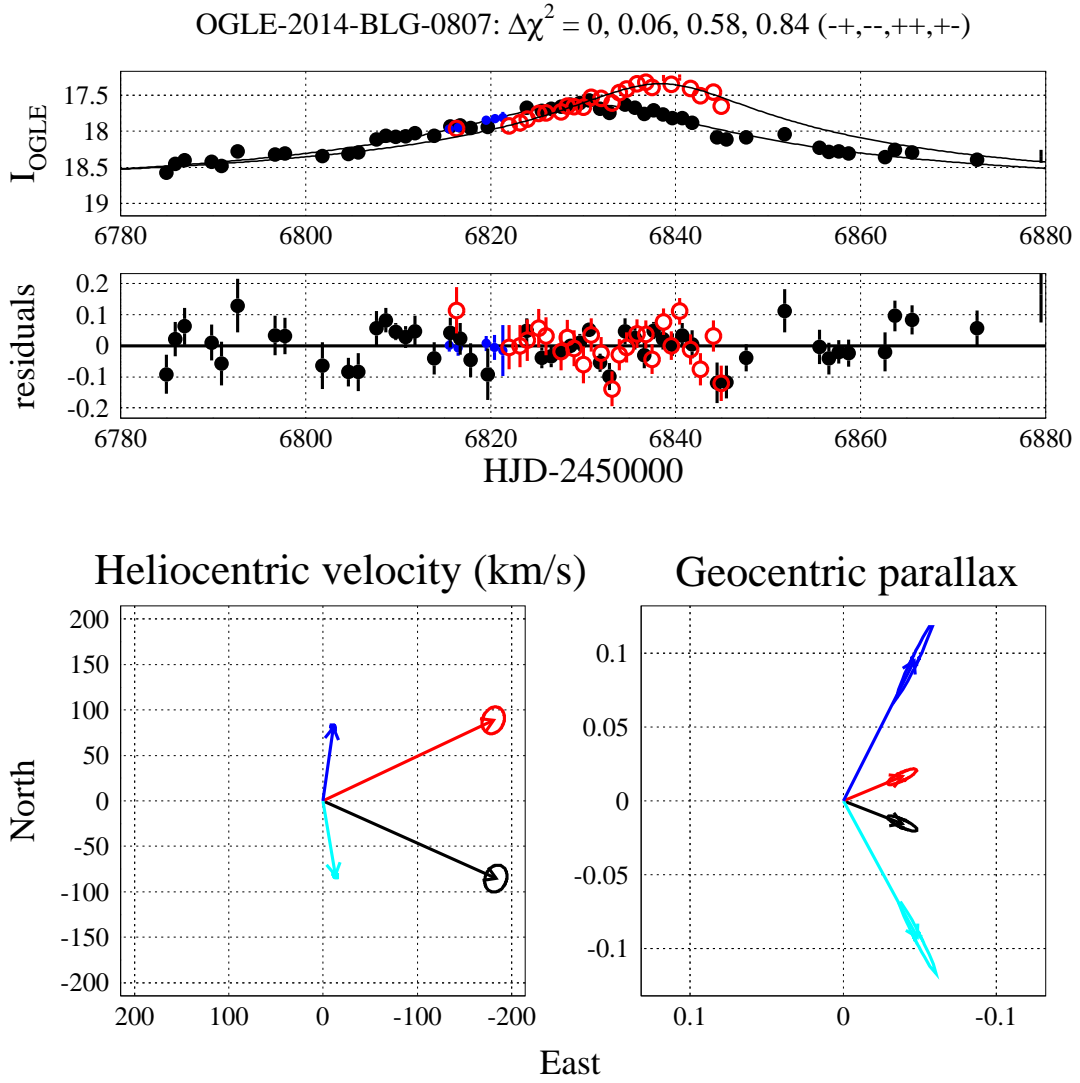 OGLE-2014-BLG-0807: Δχ² = 0, 0.06, 0.58, 0.84 (-+,--,++,+-)
I_OGLE
17.5
18
18.5
19
6780 6800 6820 6840 6860 6880
residuals
0.2
0.1
0
-0.1
-0.2
6780 6800 6820 6840 6860 6880
HJD-2450000
Heliocentric velocity (km/s)
Geocentric parallax
North
200
150
100
50
0
-50
-100
-150
-200
200 100 0 -100 -200
0.1
0.05
0
-0.05
-0.1
0.1 0 -0.1
East